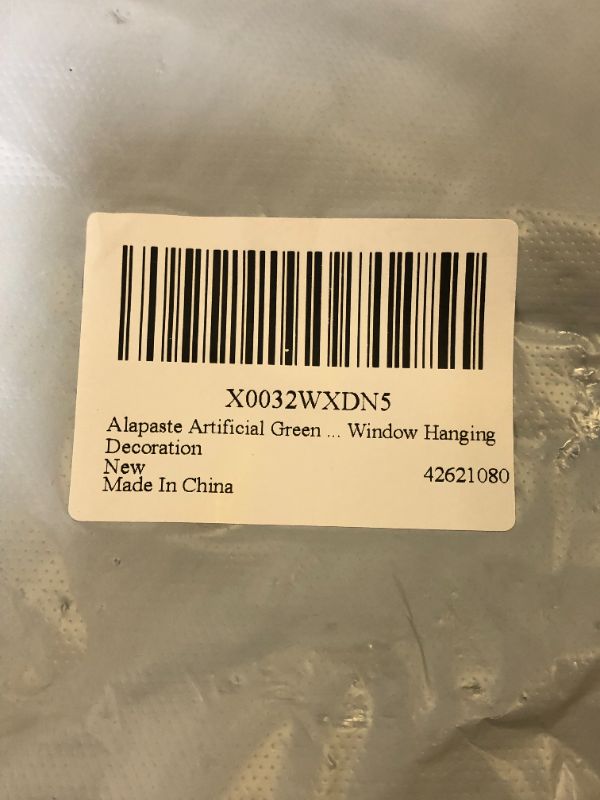 X0032WXDN5
Alapaste Artificial Green ... Window Hanging
Decoration
New
42621080
Made In China